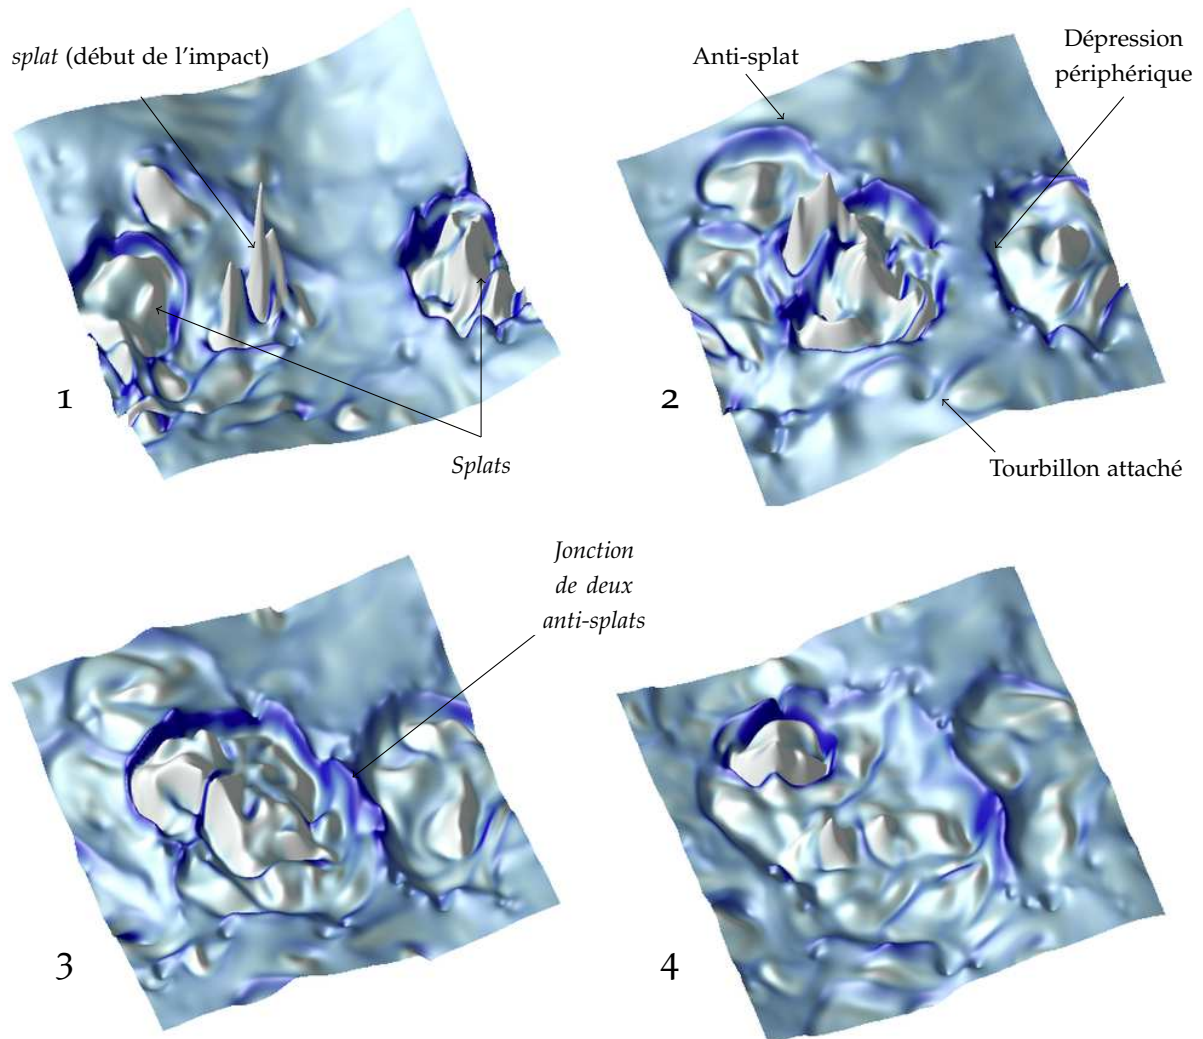 splat (début de l'impact)
1
Splats
Anti-splat
Dépression
périphérique
2
Tourbillon attaché
Jonction
de deux
anti-splats
3
4